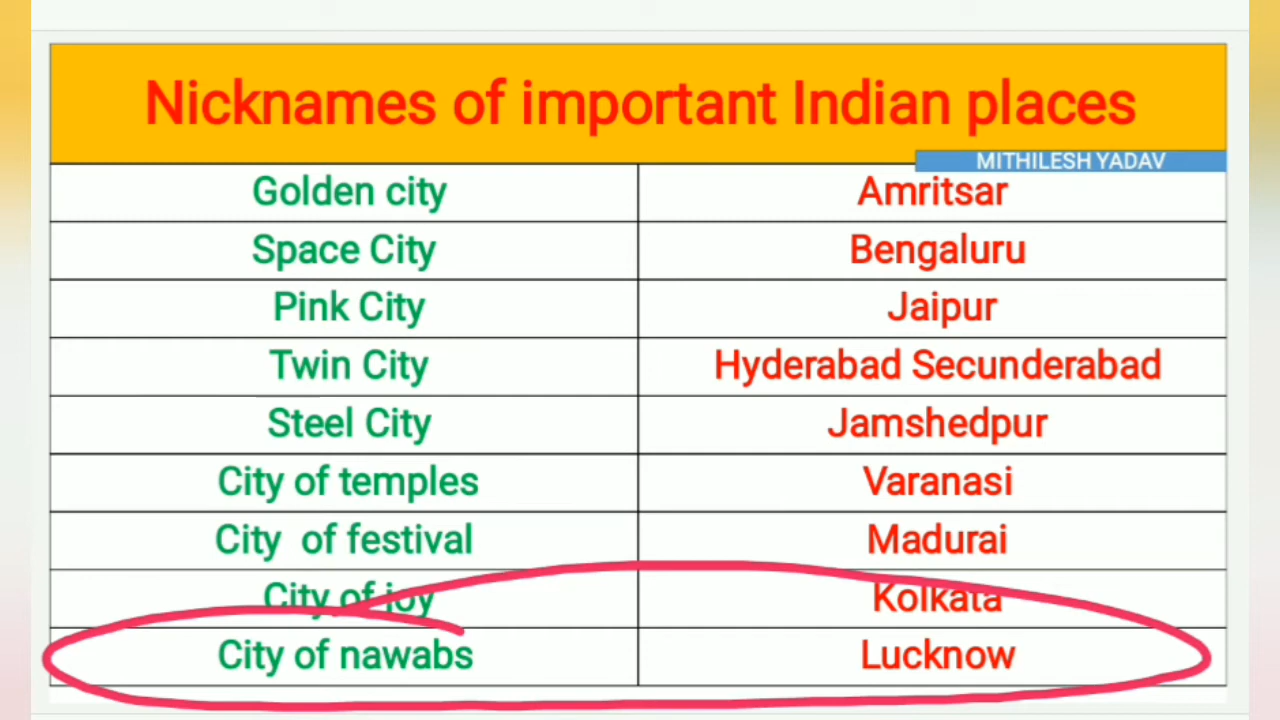 Nicknames of important Indian places
MITHILESH YADAV
Golden city Amritsar
Space City Bengaluru
Pink City Jaipur
Twin City Hyderabad Secunderabad
Steel City Jamshedpur
City of temples Varanasi
City of festival Madurai
City of joy Kolkata
City of nawabs Lucknow